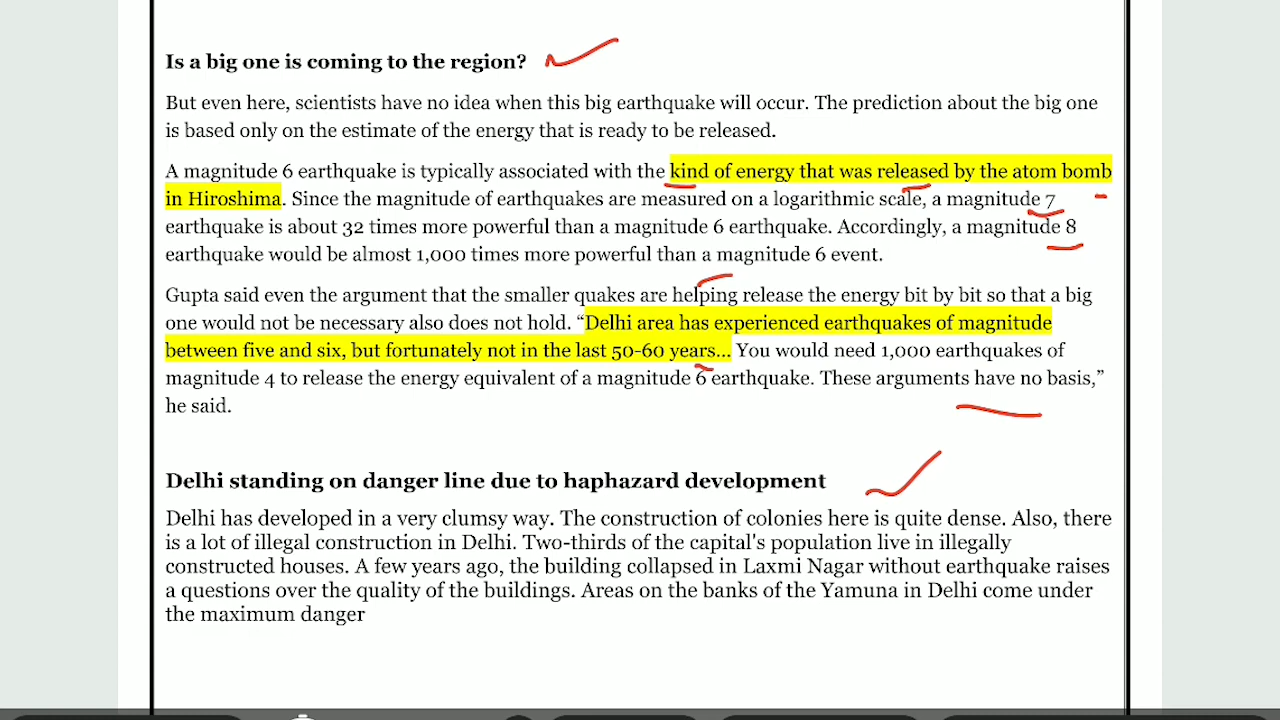 Is a big one is coming to the region?
But even here, scientists have no idea when this big earthquake will occur. The prediction about the big one
is based only on the estimate of the energy that is ready to be released.
A magnitude 6 earthquake is typically associated with the kind of energy that was released by the atom bomb
in Hiroshima. Since the magnitude of earthquakes are measured on a logarithmic scale, a magnitude 7
earthquake is about 32 times more powerful than a magnitude 6 earthquake. Accordingly, a magnitude 8
earthquake would be almost 1,000 times more powerful than a magnitude 6 event.
Gupta said even the argument that the smaller quakes are helping release the energy bit by bit so that a big
one would not be necessary also does not hold. “Delhi area has experienced earthquakes of magnitude
between five and six, but fortunately not in the last 50-60 years... You would need 1,000 earthquakes of
magnitude 4 to release the energy equivalent of a magnitude 6 earthquake. These arguments have no basis,”
he said.
Delhi standing on danger line due to haphazard development
Delhi has developed in a very clumsy way. The construction of colonies here is quite dense. Also, there
is a lot of illegal construction in Delhi. Two-thirds of the capital's population live in illegally
constructed houses. A few years ago, the building collapsed in Laxmi Nagar without earthquake raises
a questions over the quality of the buildings. Areas on the banks of the Yamuna in Delhi come under
the maximum danger